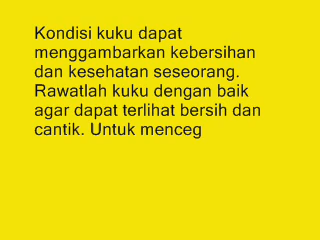 Kondisi kuku dapat
menggambarkan kebersihan
dan kesehatan seseorang.
Rawatlah kuku dengan baik
agar dapat terlihat bersih dan
cantik. Untuk menceg